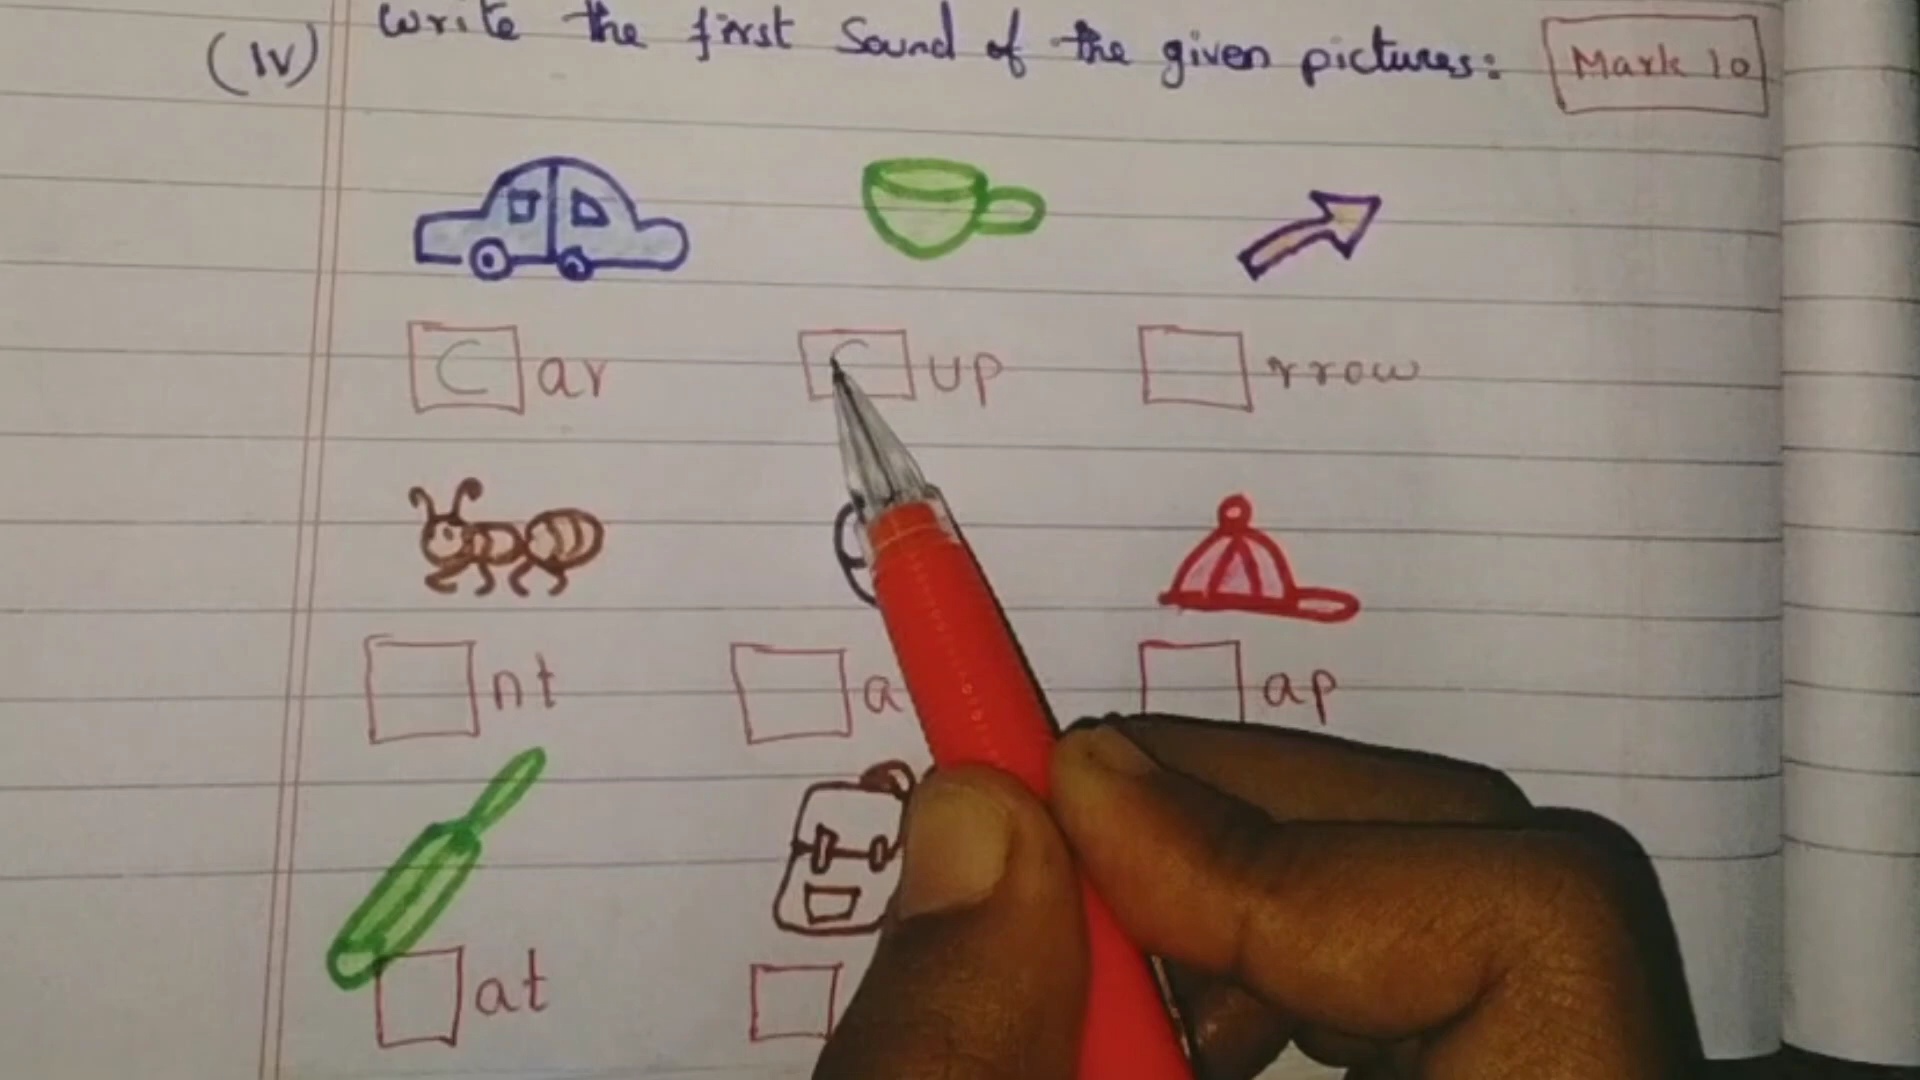 (IV) Write the first Sound of the given pictures: Mark 10
C ar C up rrow
nt a ap
at